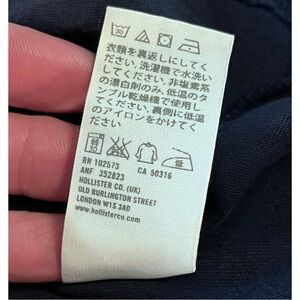 30
衣類を裏返しにしてく
ださい. 洗濯機で水洗い
してください. 非塩素系
の漂白剤のみ. 低温のタ
ンブル乾燥機で使用し
てください. 裏側に低温
のアイロンをかけてく
ださい
低
RN 102573 CA 50316
ANF 352823
HOLLISTER CO. (UK)
OLD BURLINGTON STREET
LONDON W1S 3AD
www.hollisterco.com